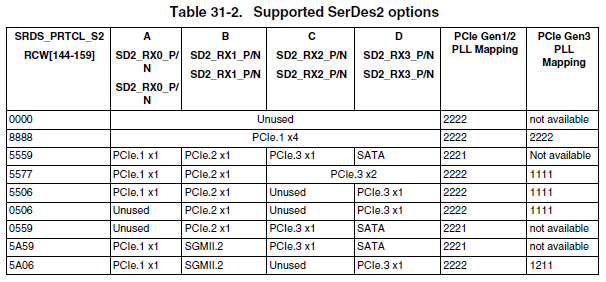 Table 31-2. Supported SerDes2 options
SRDS_PRTCL_S2 A B C D PCIe Gen1/2 PCIe Gen3
RCW[144-159] SD2_RX0_P/ SD2_RX1_P/N SD2_RX2_P/N SD2_RX3_P/N PLL Mapping PLL
N SD2_RX1_P/N SD2_RX2_P/N SD2_RX3_P/N Mapping
SD2_RX0_P/
N
0000 Unused 2222 not available
8888 PCIe.1 x4 2222 2222
5559 PCIe.1 x1 PCIe.2 x1 PCIe.3 x1 SATA 2221 Not available
5577 PCIe.1 x1 PCIe.2 x1 PCIe.3 x2 2222 1111
5506 PCIe.1 x1 PCIe.2 x1 Unused PCIe.3 x1 2222 1111
0506 Unused PCIe.2 x1 Unused PCIe.3 x1 2222 1111
0559 Unused PCIe.2 x1 PCIe.3 x1 SATA 2221 not available
5A59 PCIe.1 x1 SGMII.2 PCIe.3 x1 SATA 2221 not available
5A06 PCIe.1 x1 SGMII.2 Unused PCIe.3 x1 2222 1211